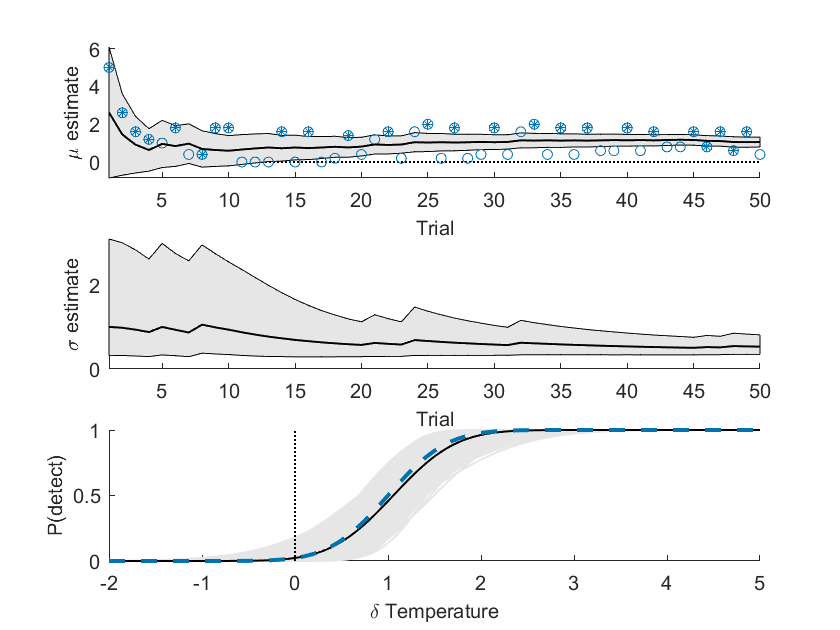 6
4
2
0
μ estimate
5 10 15 20 25 30 35 40 45 50
Trial
2
0
σ estimate
5 10 15 20 25 30 35 40 45 50
Trial
1
0.5
0
P(detect)
-2 -1 0 1 2 3 4 5
δ Temperature